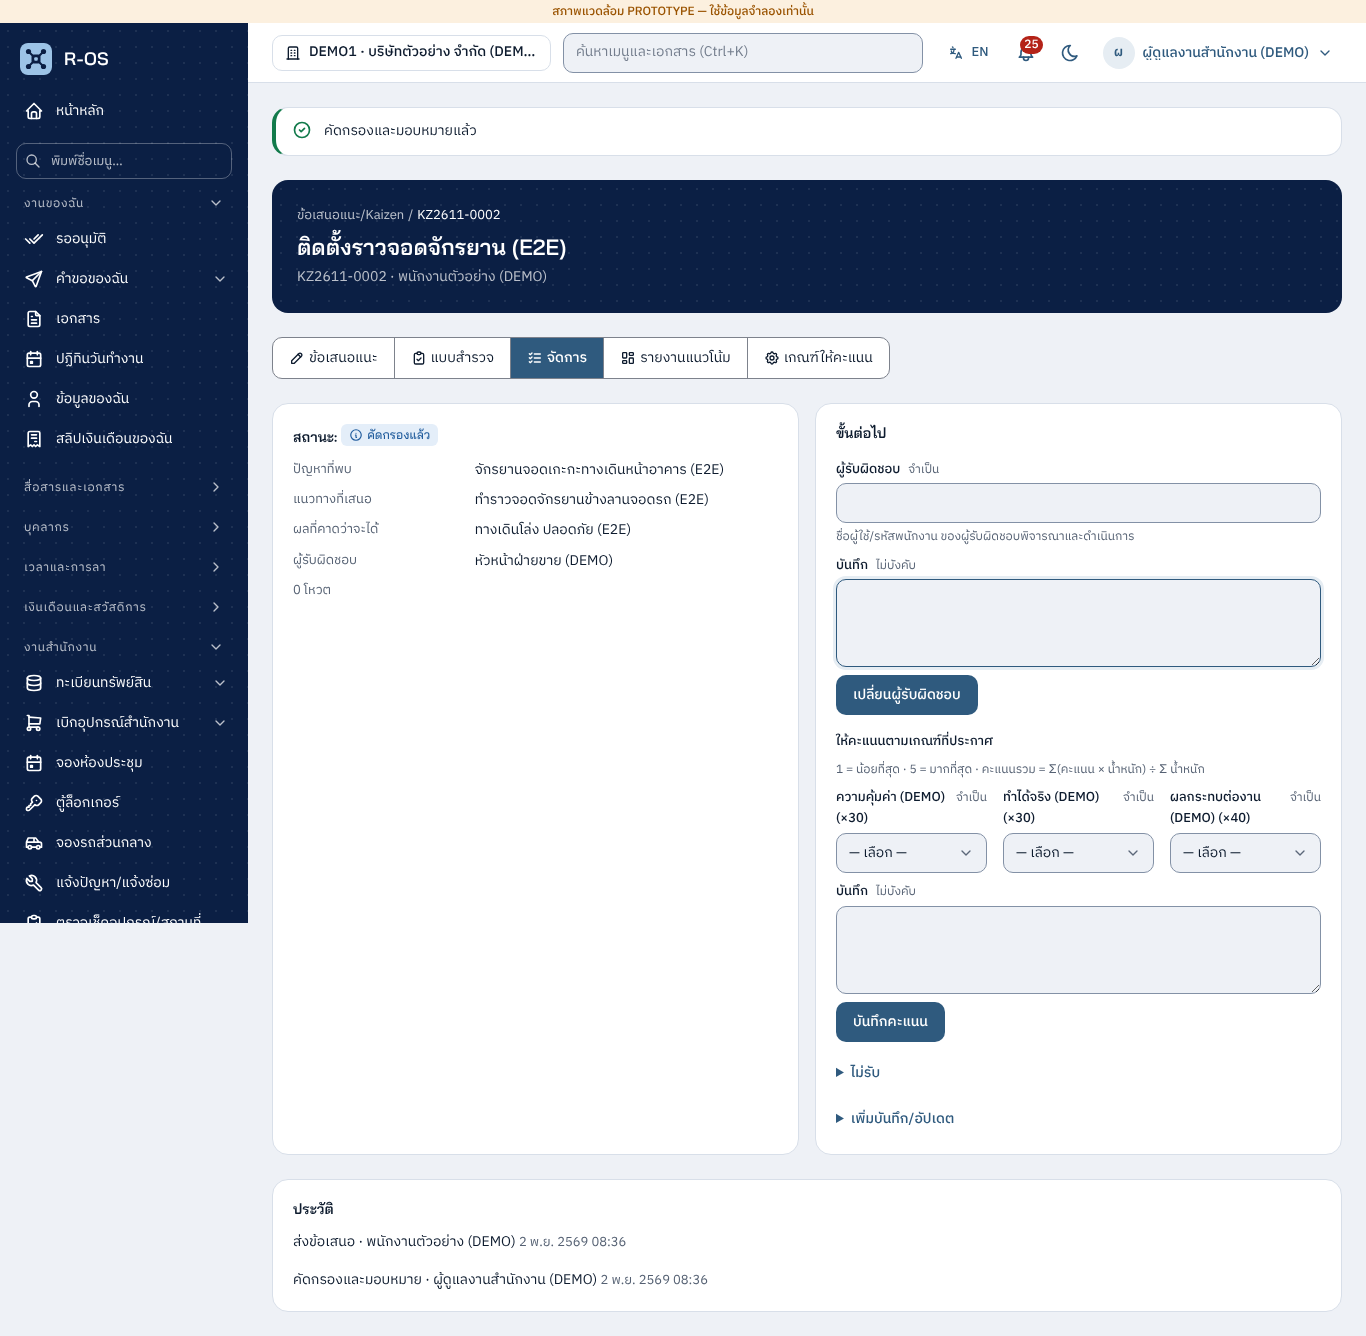 สภาพแวดล้อม PROTOTYPE — ใช้ข้อมูลจำลองเท่านั้น
R-OS
หน้าหลัก
พิมพ์ชื่อเมนู...
งานของฉัน
รออนุมัติ
คำขอของฉัน
เอกสาร
ปฏิทินวันทำงาน
ข้อมูลของฉัน
สลิปเงินเดือนของฉัน
สื่อสารและเอกสาร
บุคลากร
เวลาและการลา
เงินเดือนและสวัสดิการ
งานสำนักงาน
ทะเบียนทรัพย์สิน
เบิกอุปกรณ์สำนักงาน
จองห้องประชุม
ตู้ล็อกเกอร์
จองรถส่วนกลาง
แจ้งปัญหา/แจ้งซ่อม
ตรวจเช็คอุปกรณ์/สถานที่
DEMO1 · บริษัทตัวอย่าง จำกัด (DEM...
ค้นหาเมนูและเอกสาร (Ctrl+K)
EN
25
ผ
ผู้ดูแลงานสำนักงาน (DEMO)
คัดกรองและมอบหมายแล้ว
ข้อเสนอแนะ/Kaizen / KZ2611-0002
ติดตั้งราวจอดจักรยาน (E2E)
KZ2611-0002 · พนักงานตัวอย่าง (DEMO)
ข้อเสนอแนะ
แบบสำรวจ
จัดการ
รายงานแนวโน้ม
เกณฑ์ให้คะแนน
สถานะ: คัดกรองแล้ว
ปัญหาที่พบ จักรยานจอดเกะกะทางเดินหน้าอาคาร (E2E)
แนวทางที่เสนอ ทำราวจอดจักรยานข้างลานจอดรถ (E2E)
ผลที่คาดว่าจะได้ ทางเดินโล่ง ปลอดภัย (E2E)
ผู้รับผิดชอบ หัวหน้าฝ่ายขาย (DEMO)
0 โหวต
ขั้นต่อไป
ผู้รับผิดชอบ จำเป็น
ชื่อผู้ใช้/รหัสพนักงาน ของผู้รับผิดชอบพิจารณาและดำเนินการ
บันทึก ไม่บังคับ
เปลี่ยนผู้รับผิดชอบ
ให้คะแนนตามเกณฑ์ที่ประกาศ
1 = น้อยที่สุด · 5 = มากที่สุด · คะแนนรวม = Σ(คะแนน × น้ำหนัก) ÷ Σ น้ำหนัก
ความคุ้มค่า (DEMO) (×30) จำเป็น
— เลือก —
ทำได้จริง (DEMO) (×30) จำเป็น
— เลือก —
ผลกระทบต่องาน (DEMO) (×40) จำเป็น
— เลือก —
บันทึก ไม่บังคับ
บันทึกคะแนน
ไม่รับ
เพิ่มบันทึก/อัปเดต
ประวัติ
ส่งข้อเสนอ · พนักงานตัวอย่าง (DEMO) 2 พ.ย. 2569 08:36
คัดกรองและมอบหมาย · ผู้ดูแลงานสำนักงาน (DEMO) 2 พ.ย. 2569 08:36